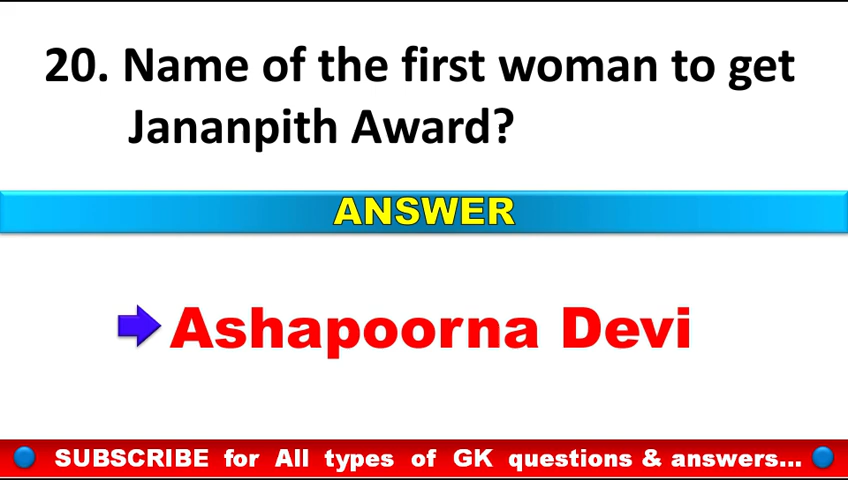 20. Name of the first woman to get
Jananpith Award?
ANSWER
Ashapoorna Devi
SUBSCRIBE for All types of GK questions & answers...